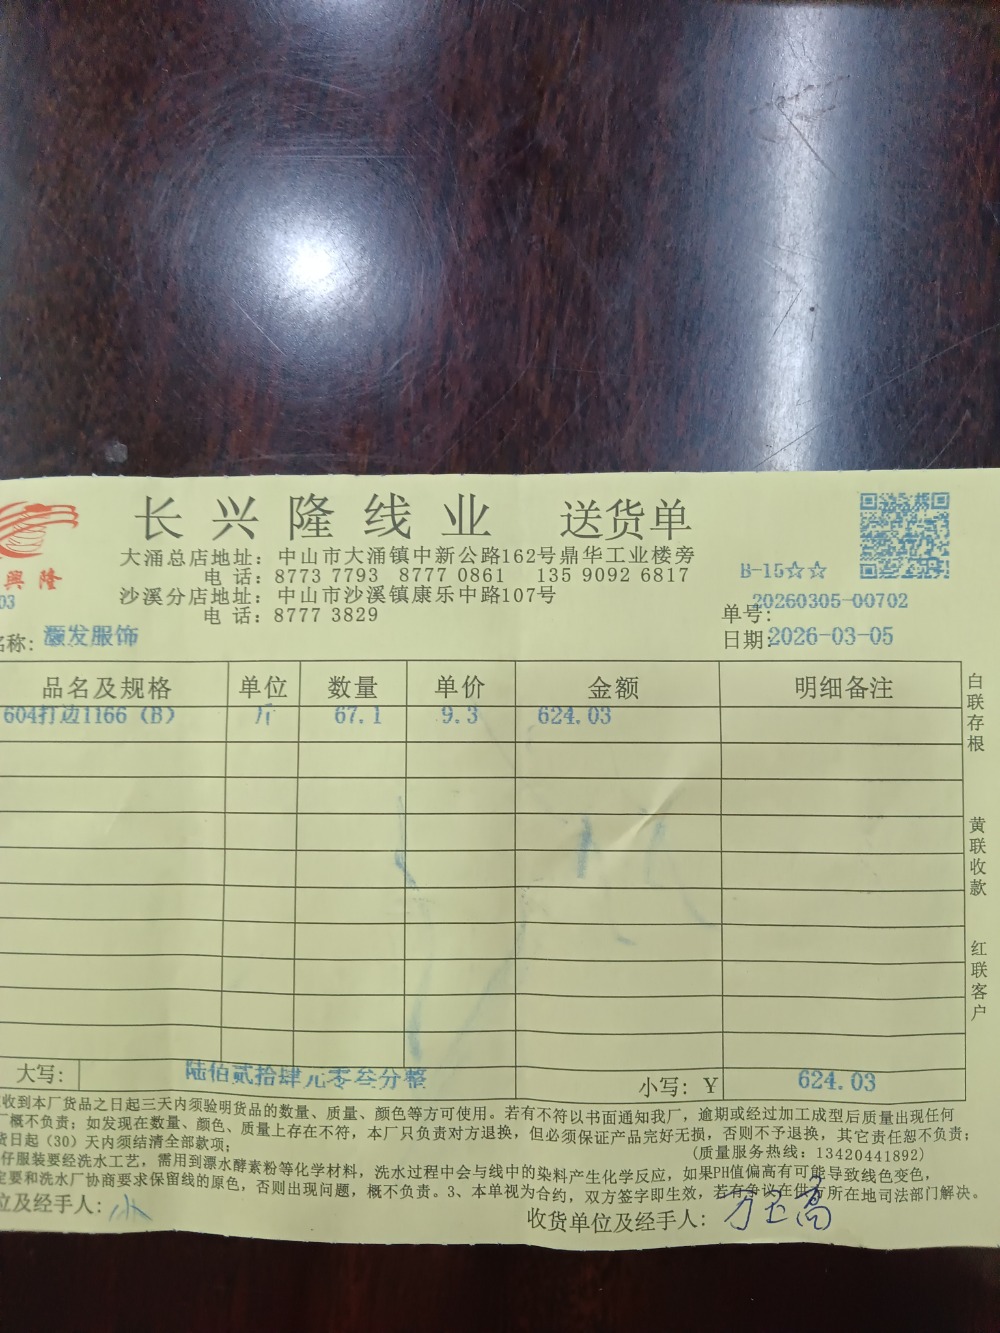 长兴隆线业 送货单
興隆
大涌总店地址：中山市大涌镇中新公路162号鼎华工业楼旁
电 话：8773 7793 8777 0861 135 9092 6817
沙溪分店地址：中山市沙溪镇康乐中路107号
电 话：8777 3829
B-15☆☆
03
单号：20260305-00702
名称：灏发服饰
日期：2026-03-05
品名及规格 单位 数量 单价 金额 明细备注
604打边1166（B） 斤 67.1 9.3 624.03
白联存根
黄联收款
红联客户
大写： 陆佰贰拾肆元零叁分整 小写：Y 624.03
收到本厂货品之日起三天内须验明货品的数量、质量、颜色等方可使用。若有不符以书面通知我厂，逾期或经过加工成型后质量出现任何
厂概不负责；如发现在数量、颜色、质量上存在不符，本厂只负责对方退换，但必须保证产品完好无损，否则不予退换，其它责任恕不负责；
货日起（30）天内须结清全部款项；
(质量服务热线：13420441892)
仔服装要经洗水工艺，需用到漂水酵素粉等化学材料，洗水过程中会与线中的染料产生化学反应，如果PH值偏高有可能导致线色变色，
定要和洗水厂协商要求保留线的原色，否则出现问题，概不负责。3、本单视为合约，双方签字即生效，若有争议在供方所在地司法部门解决。
位及经手人：
收货单位及经手人：